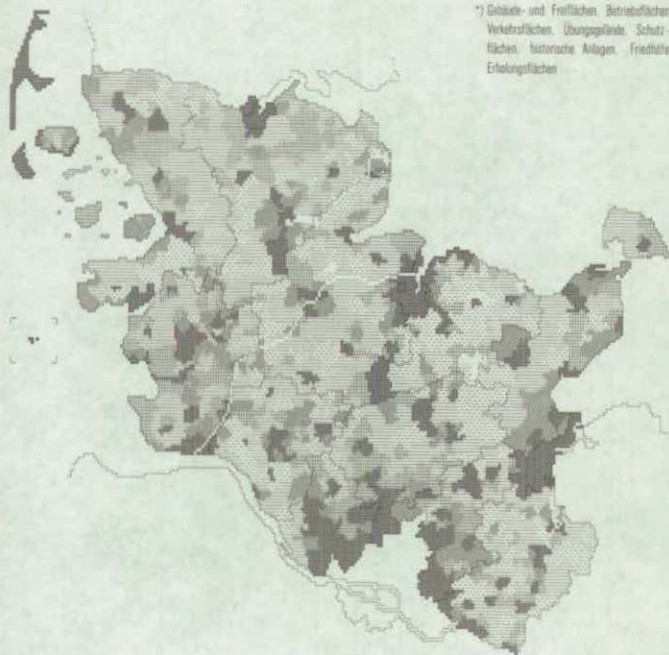 *) Gebäude- und Freiflächen, Betriebsflächen,
Verkehrsflächen, Übungsgelände, Schutz-
flächen, historische Anlagen, Friedhöfe,
Erholungsflächen